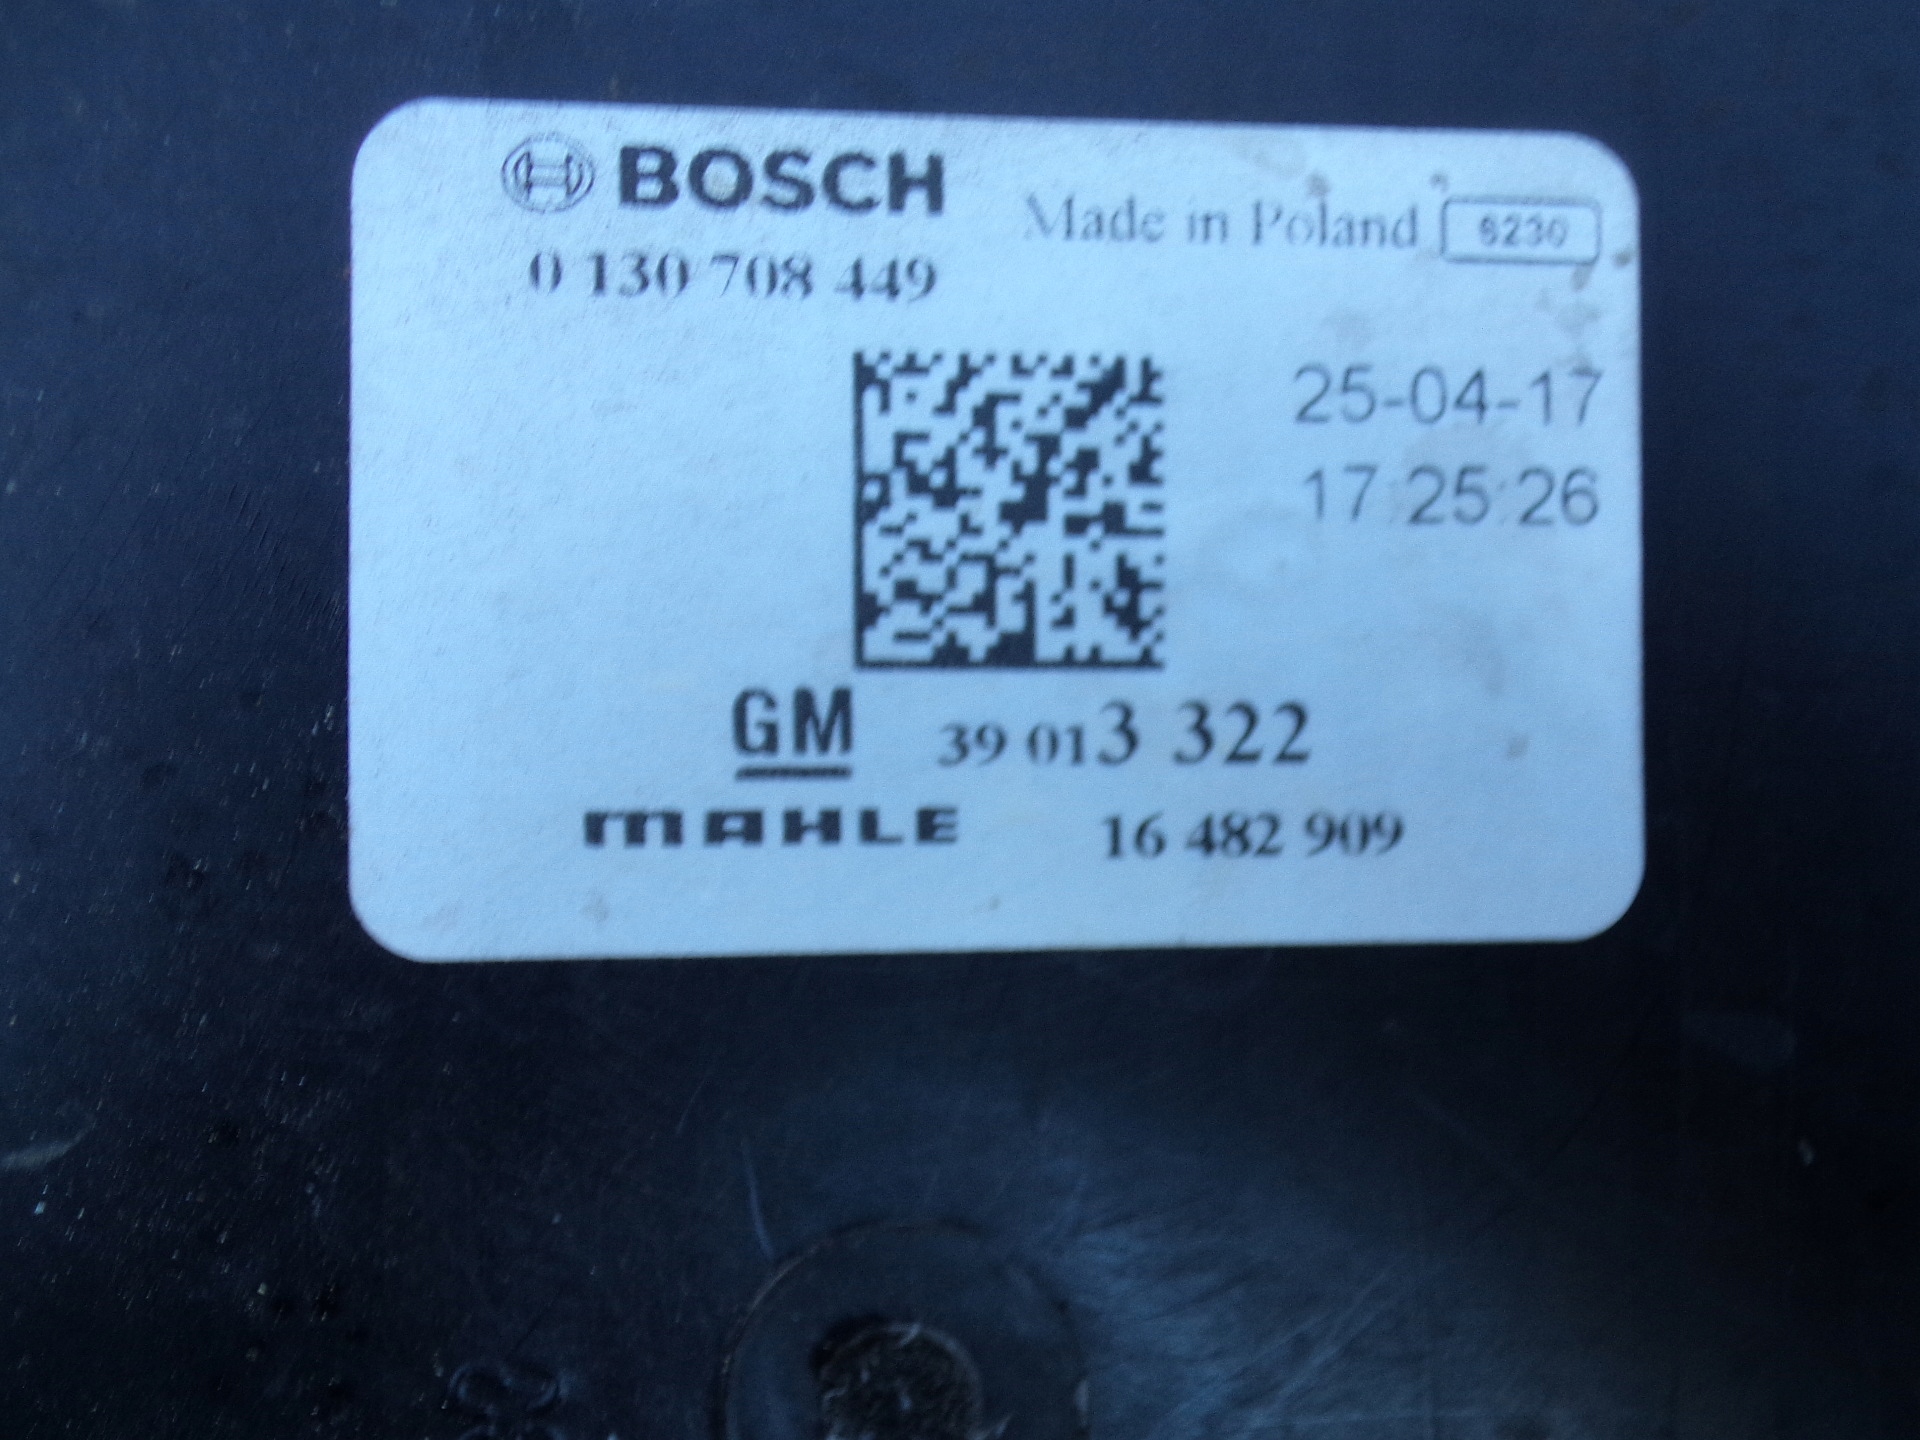 BOSCH
Made in Poland 6230
0 130 708 449
25-04-17
17:25:26
GM 39 013 322
MAHLE 16 482 909